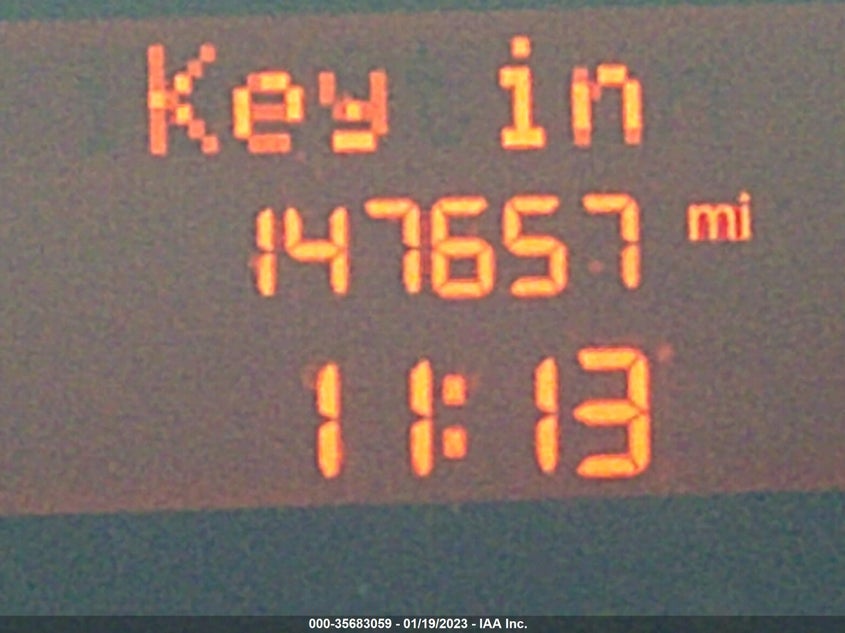 Key in
147657 mi
11:13
000-35683059 - 01/19/2023 - IAA Inc.